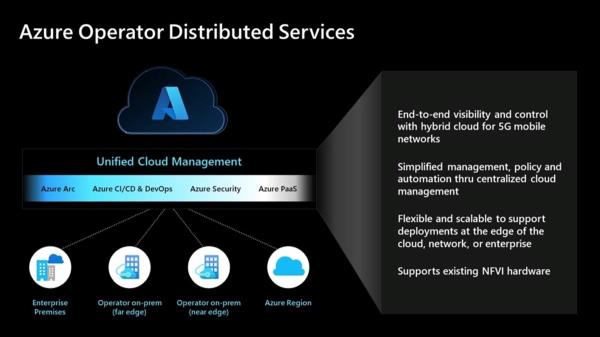 Azure Operator Distributed Services
Unified Cloud Management
Azure Arc
Azure CI/CD & DevOps
Azure Security
Azure PaaS
Enterprise
Premises
Operator on-prem
(far edge)
Operator on-prem
(near edge)
Azure Region
End-to-end visibility and control
with hybrid cloud for 5G mobile
networks
Simplified management, policy and
automation thru centralized cloud
management
Flexible and scalable to support
deployments at the edge of the
cloud, network, or enterprise
Supports existing NFVI hardware